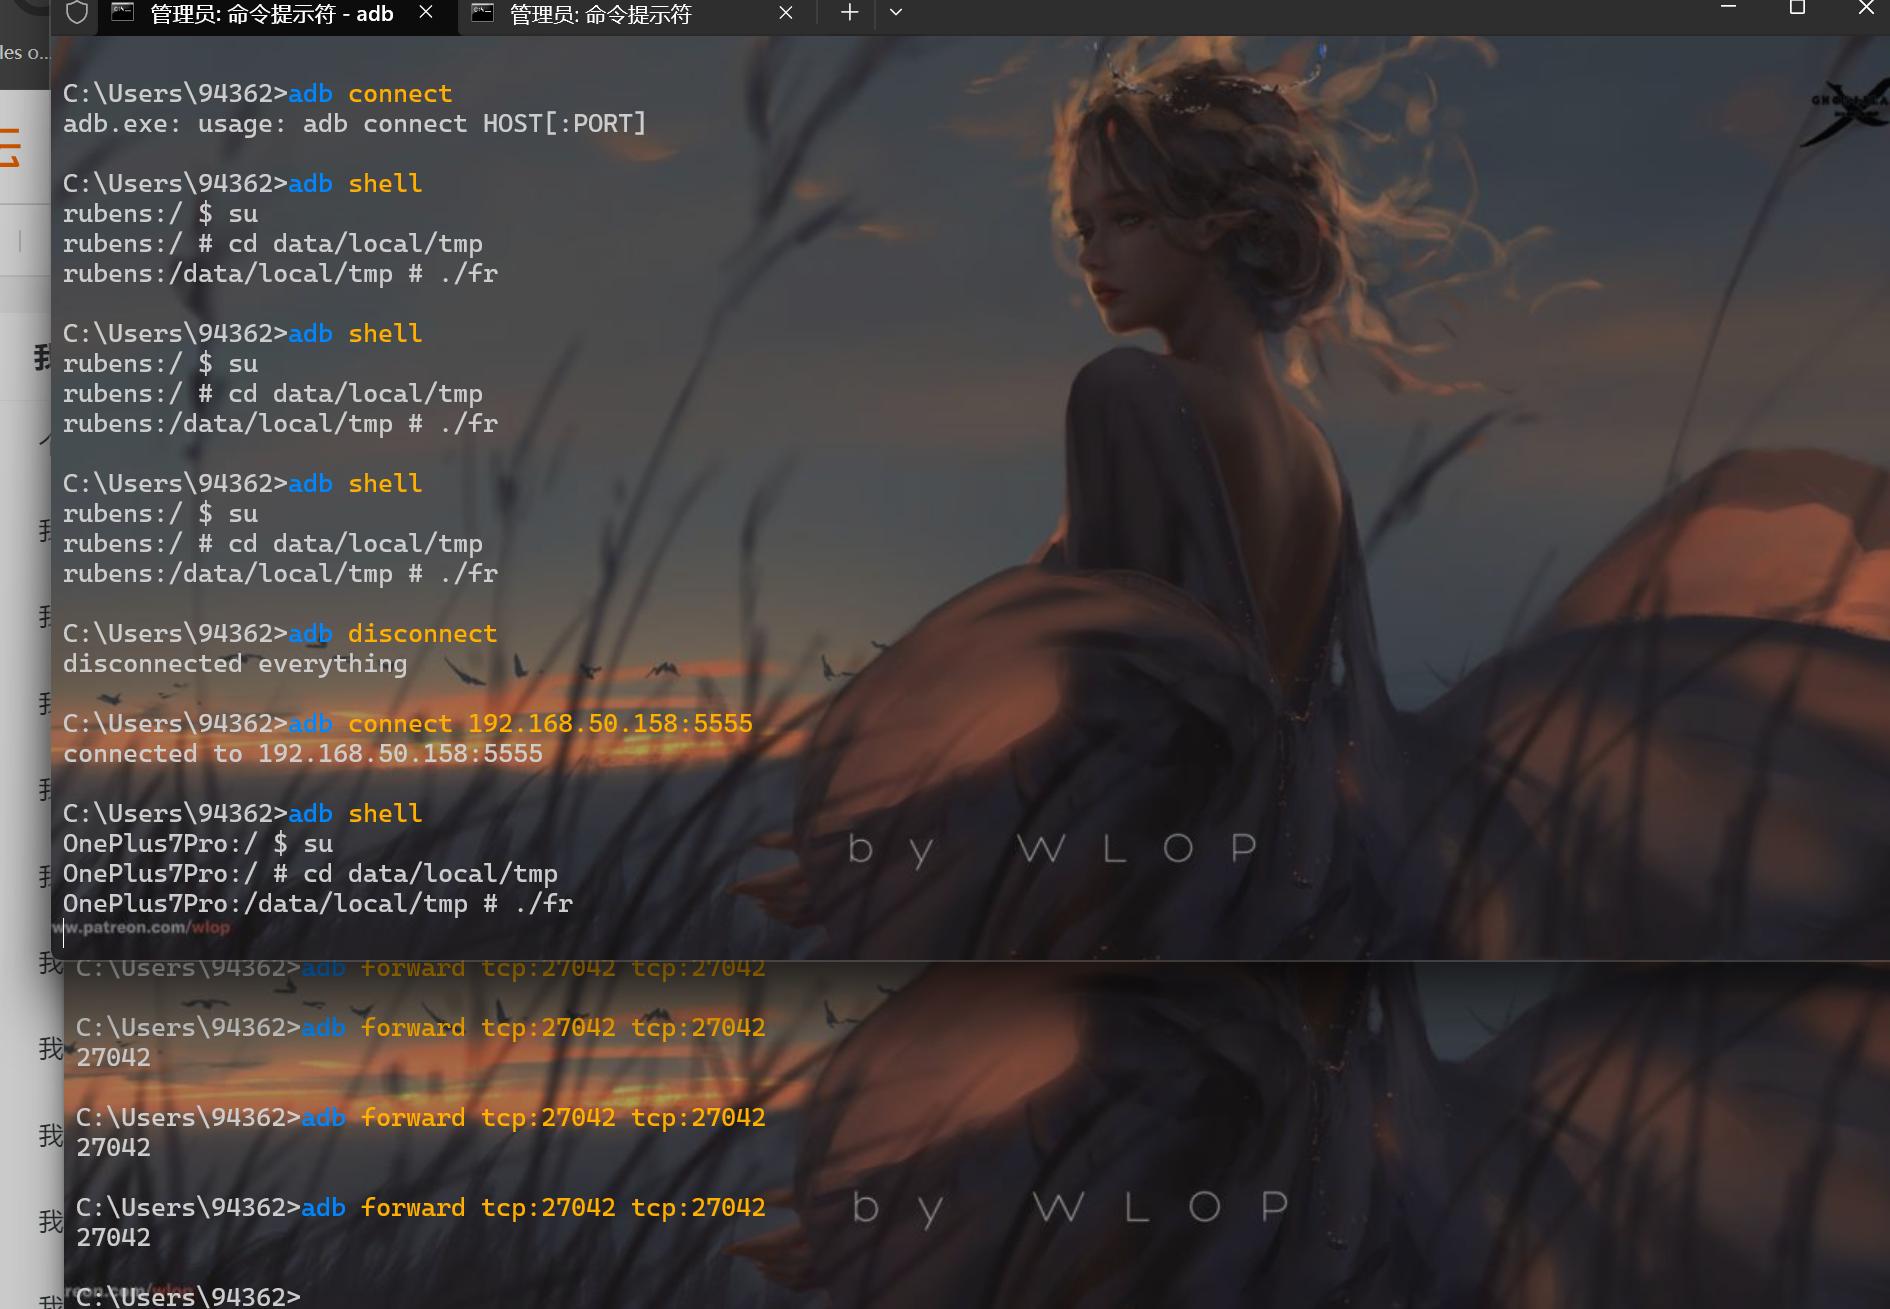 管理员: 命令提示符 - adb
管理员: 命令提示符
les o...
C:\Users\94362>adb connect
adb.exe: usage: adb connect HOST[:PORT]
C:\Users\94362>adb shell
rubens:/ $ su
rubens:/ # cd data/local/tmp
rubens:/data/local/tmp # ./fr
C:\Users\94362>adb shell
rubens:/ $ su
rubens:/ # cd data/local/tmp
rubens:/data/local/tmp # ./fr
C:\Users\94362>adb shell
rubens:/ $ su
rubens:/ # cd data/local/tmp
rubens:/data/local/tmp # ./fr
C:\Users\94362>adb disconnect
disconnected everything
C:\Users\94362>adb connect 192.168.50.158:5555
connected to 192.168.50.158:5555
C:\Users\94362>adb shell
OnePlus7Pro:/ $ su
OnePlus7Pro:/ # cd data/local/tmp
OnePlus7Pro:/data/local/tmp # ./fr
by WLOP
ww.patreon.com/wlop
C:\Users\94362>adb forward tcp:27042 tcp:27042
C:\Users\94362>adb forward tcp:27042 tcp:27042
27042
C:\Users\94362>adb forward tcp:27042 tcp:27042
27042
C:\Users\94362>adb forward tcp:27042 tcp:27042
27042
by WLOP
C:\Users\94362>